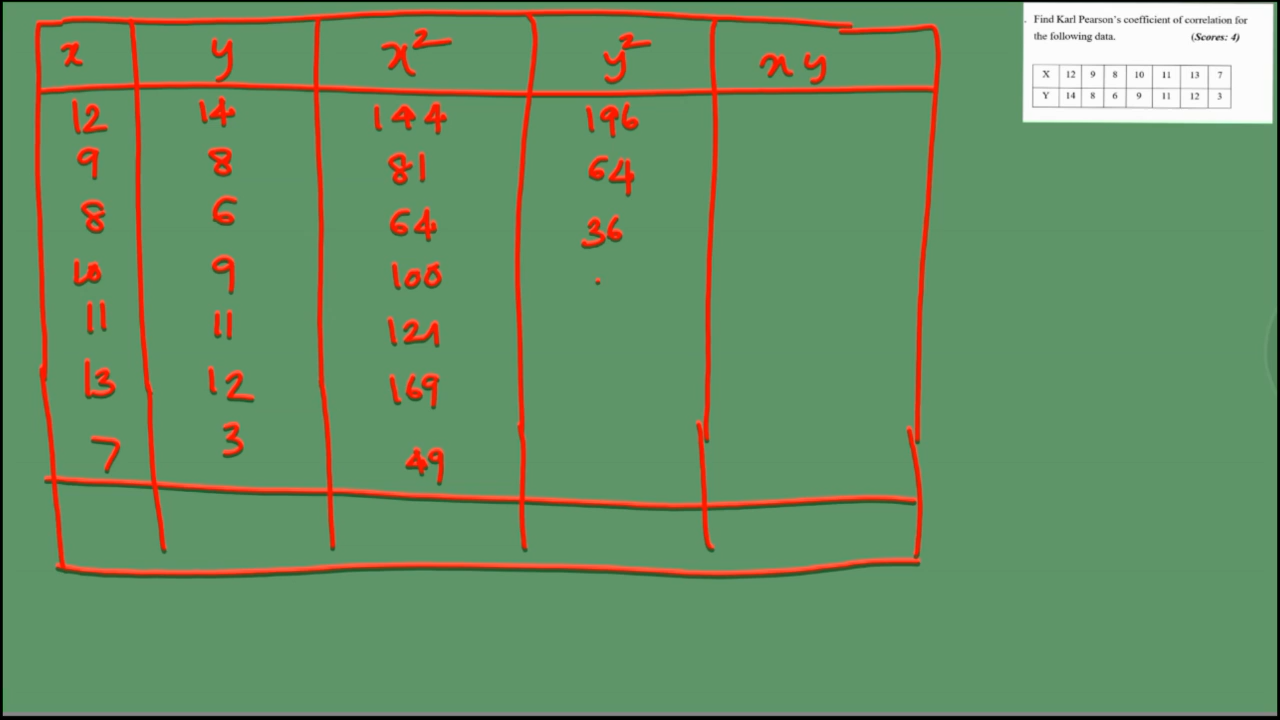 x y x² y² xy
12 14 144 196
9 8 81 64
8 6 64 36
10 9 100
11 11 121
13 12 169
7 3 49
. Find Karl Pearson's coefficient of correlation for
the following data. (Scores: 4)
X 12 9 8 10 11 13 7
Y 14 8 6 9 11 12 3